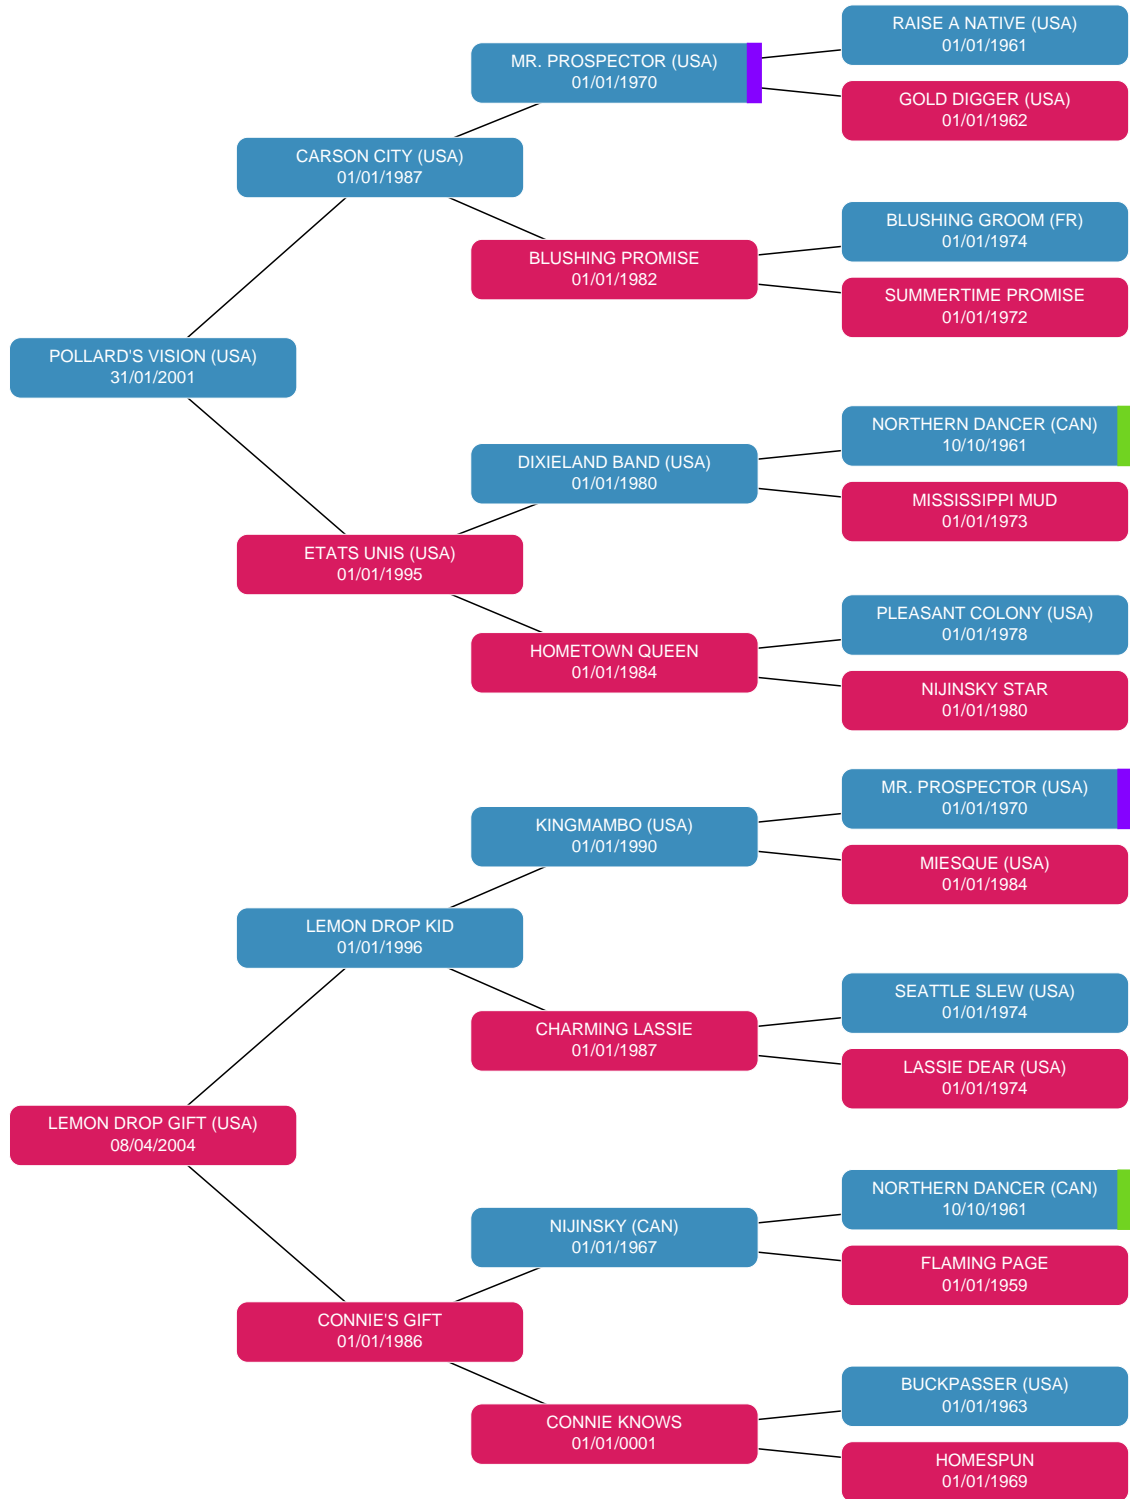 RAISE A NATIVE (USA)
01/01/1961
MR. PROSPECTOR (USA)
01/01/1970
GOLD DIGGER (USA)
01/01/1962
CARSON CITY (USA)
01/01/1987
BLUSHING GROOM (FR)
01/01/1974
BLUSHING PROMISE
01/01/1982
SUMMERTIME PROMISE
01/01/1972
POLLARD'S VISION (USA)
31/01/2001
NORTHERN DANCER (CAN)
10/10/1961
DIXIELAND BAND (USA)
01/01/1980
MISSISSIPPI MUD
01/01/1973
ETATS UNIS (USA)
01/01/1995
PLEASANT COLONY (USA)
01/01/1978
HOMETOWN QUEEN
01/01/1984
NIJINSKY STAR
01/01/1980
MR. PROSPECTOR (USA)
01/01/1970
KINGMAMBO (USA)
01/01/1990
MIESQUE (USA)
01/01/1984
LEMON DROP KID
01/01/1996
SEATTLE SLEW (USA)
01/01/1974
CHARMING LASSIE
01/01/1987
LASSIE DEAR (USA)
01/01/1974
LEMON DROP GIFT (USA)
08/04/2004
NORTHERN DANCER (CAN)
10/10/1961
NIJINSKY (CAN)
01/01/1967
FLAMING PAGE
01/01/1959
CONNIE'S GIFT
01/01/1986
BUCKPASSER (USA)
01/01/1963
CONNIE KNOWS
01/01/0001
HOMESPUN
01/01/1969